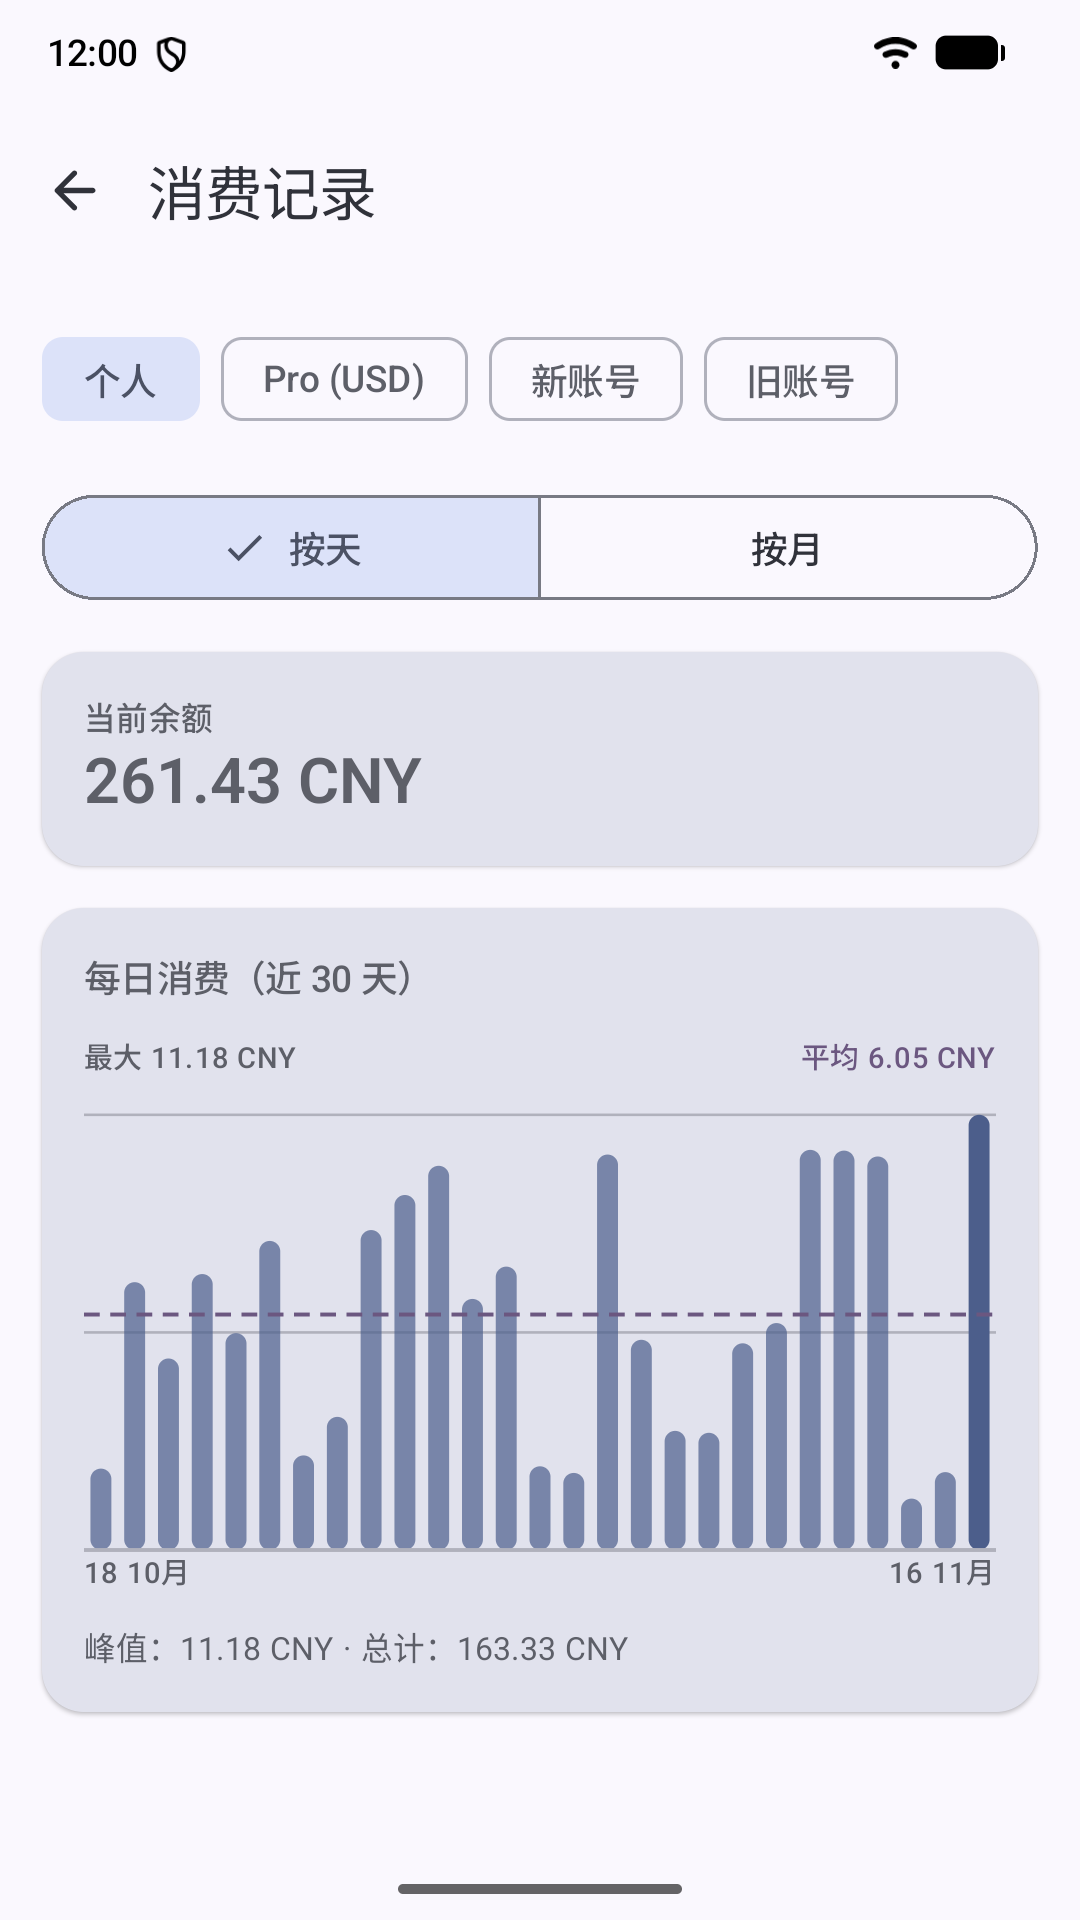 12:00
消费记录
个人
Pro (USD)
新账号
旧账号
按天
按月
当前余额
261.43 CNY
每日消费（近 30 天）
最大 11.18 CNY
平均 6.05 CNY
18 10月
16 11月
峰值：11.18 CNY · 总计：163.33 CNY